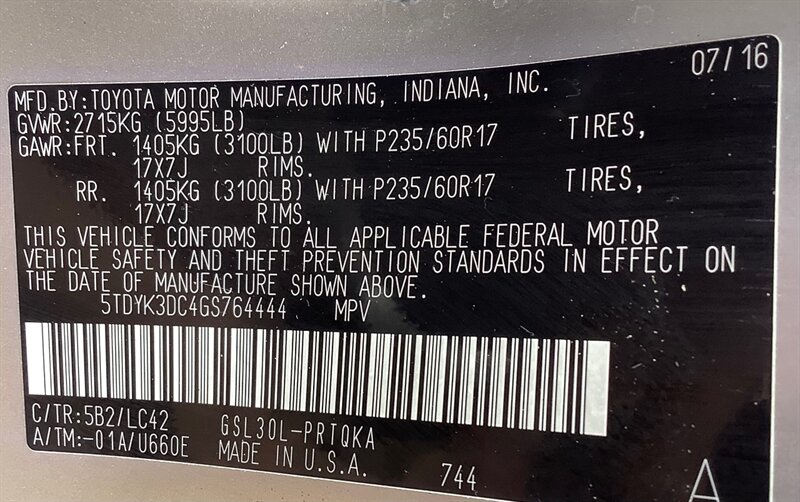 07/16
MFD.BY:TOYOTA MOTOR MANUFACTURING, INDIANA, INC.
GVWR:2715KG (5995LB)
GAWR:FRT. 1405KG (3100LB) WITH P235/60R17 TIRES,
17X7J RIMS.
RR. 1405KG (3100LB) WITH P235/60R17 TIRES,
17X7J RIMS.
THIS VEHICLE CONFORMS TO ALL APPLICABLE FEDERAL MOTOR
VEHICLE SAFETY AND THEFT PREVENTION STANDARDS IN EFFECT ON
THE DATE OF MANUFACTURE SHOWN ABOVE.
5TDYK3DC4GS764444 MPV
C/TR:5B2/LC42 GSL30L-PRTQKA
A/TM:-01A/U660E MADE IN U.S.A. 744 A